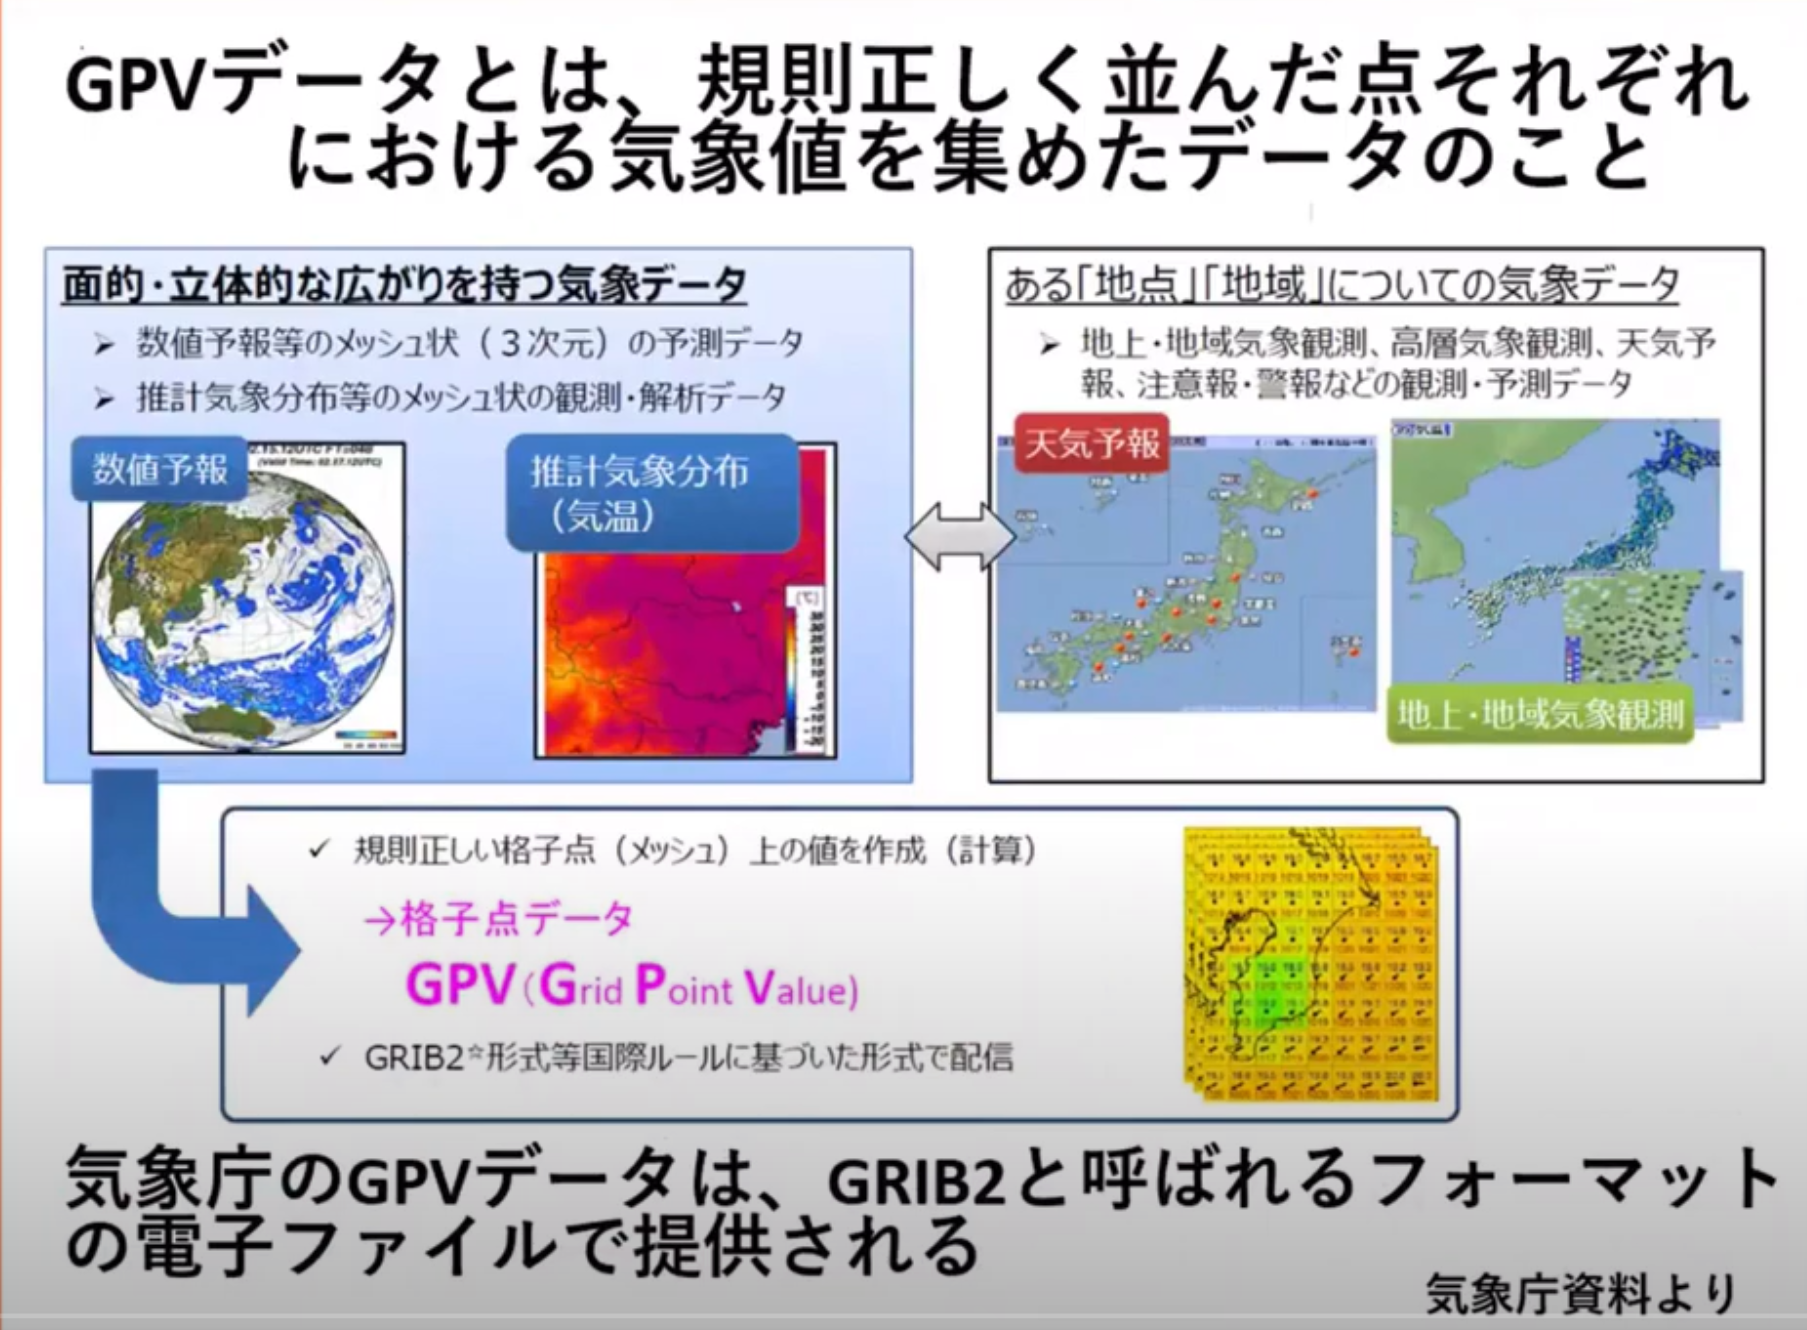 GPVデータとは、規則正しく並んだ点それぞれ
における気象値を集めたデータのこと
面的・立体的な広がりを持つ気象データ
➢ 数値予報等のメッシュ状（３次元）の予測データ
➢ 推計気象分布等のメッシュ状の観測・解析データ
数値予報
推計気象分布
（気温）
(℃)
ある「地点」「地域」についての気象データ
➢ 地上・地域気象観測、高層気象観測、天気予
報、注意報・警報などの観測・予測データ
天気予報
地上・地域気象観測
✓ 規則正しい格子点（メッシュ）上の値を作成（計算）
→格子点データ
GPV（Grid Point Value)
✓ GRIB2☆形式等国際ルールに基づいた形式で配信
気象庁のGPVデータは、GRIB2と呼ばれるフォーマット
の電子ファイルで提供される
気象庁資料より